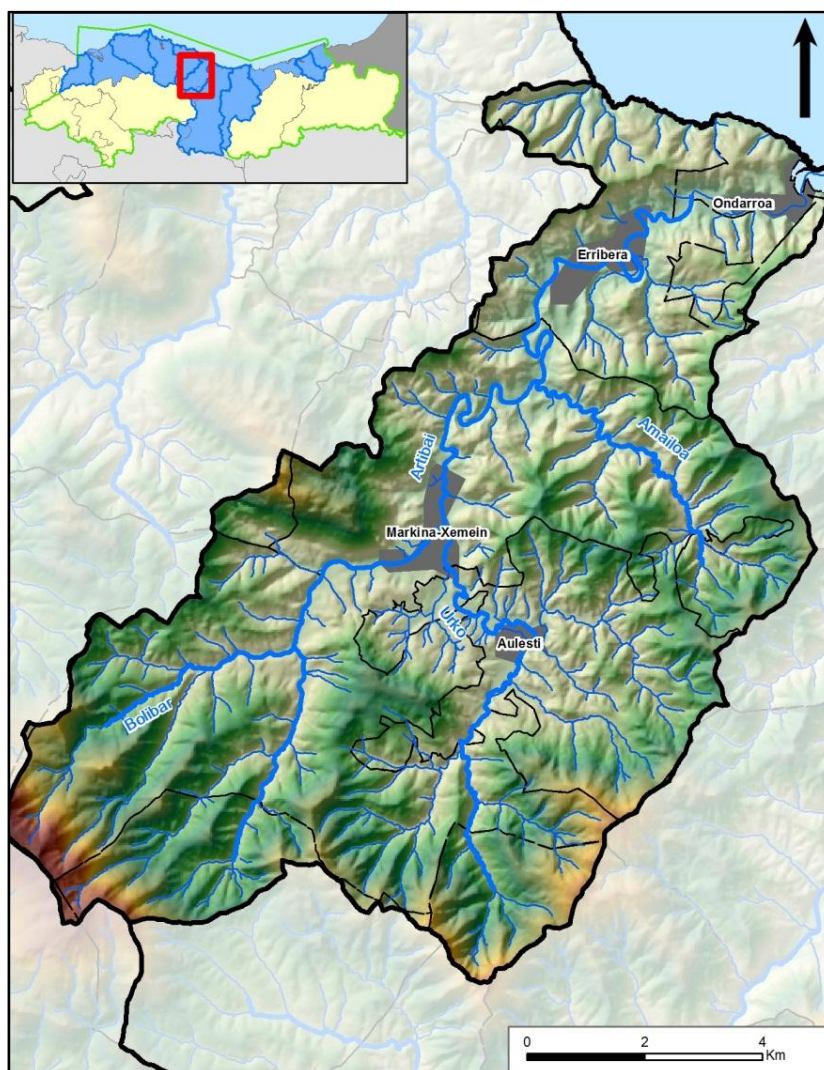 Ondarroa
Erribera
Amailoa
Artibai
Markina-Xemein
Urko
Aulesti
Bolibar
0 2 4
Km